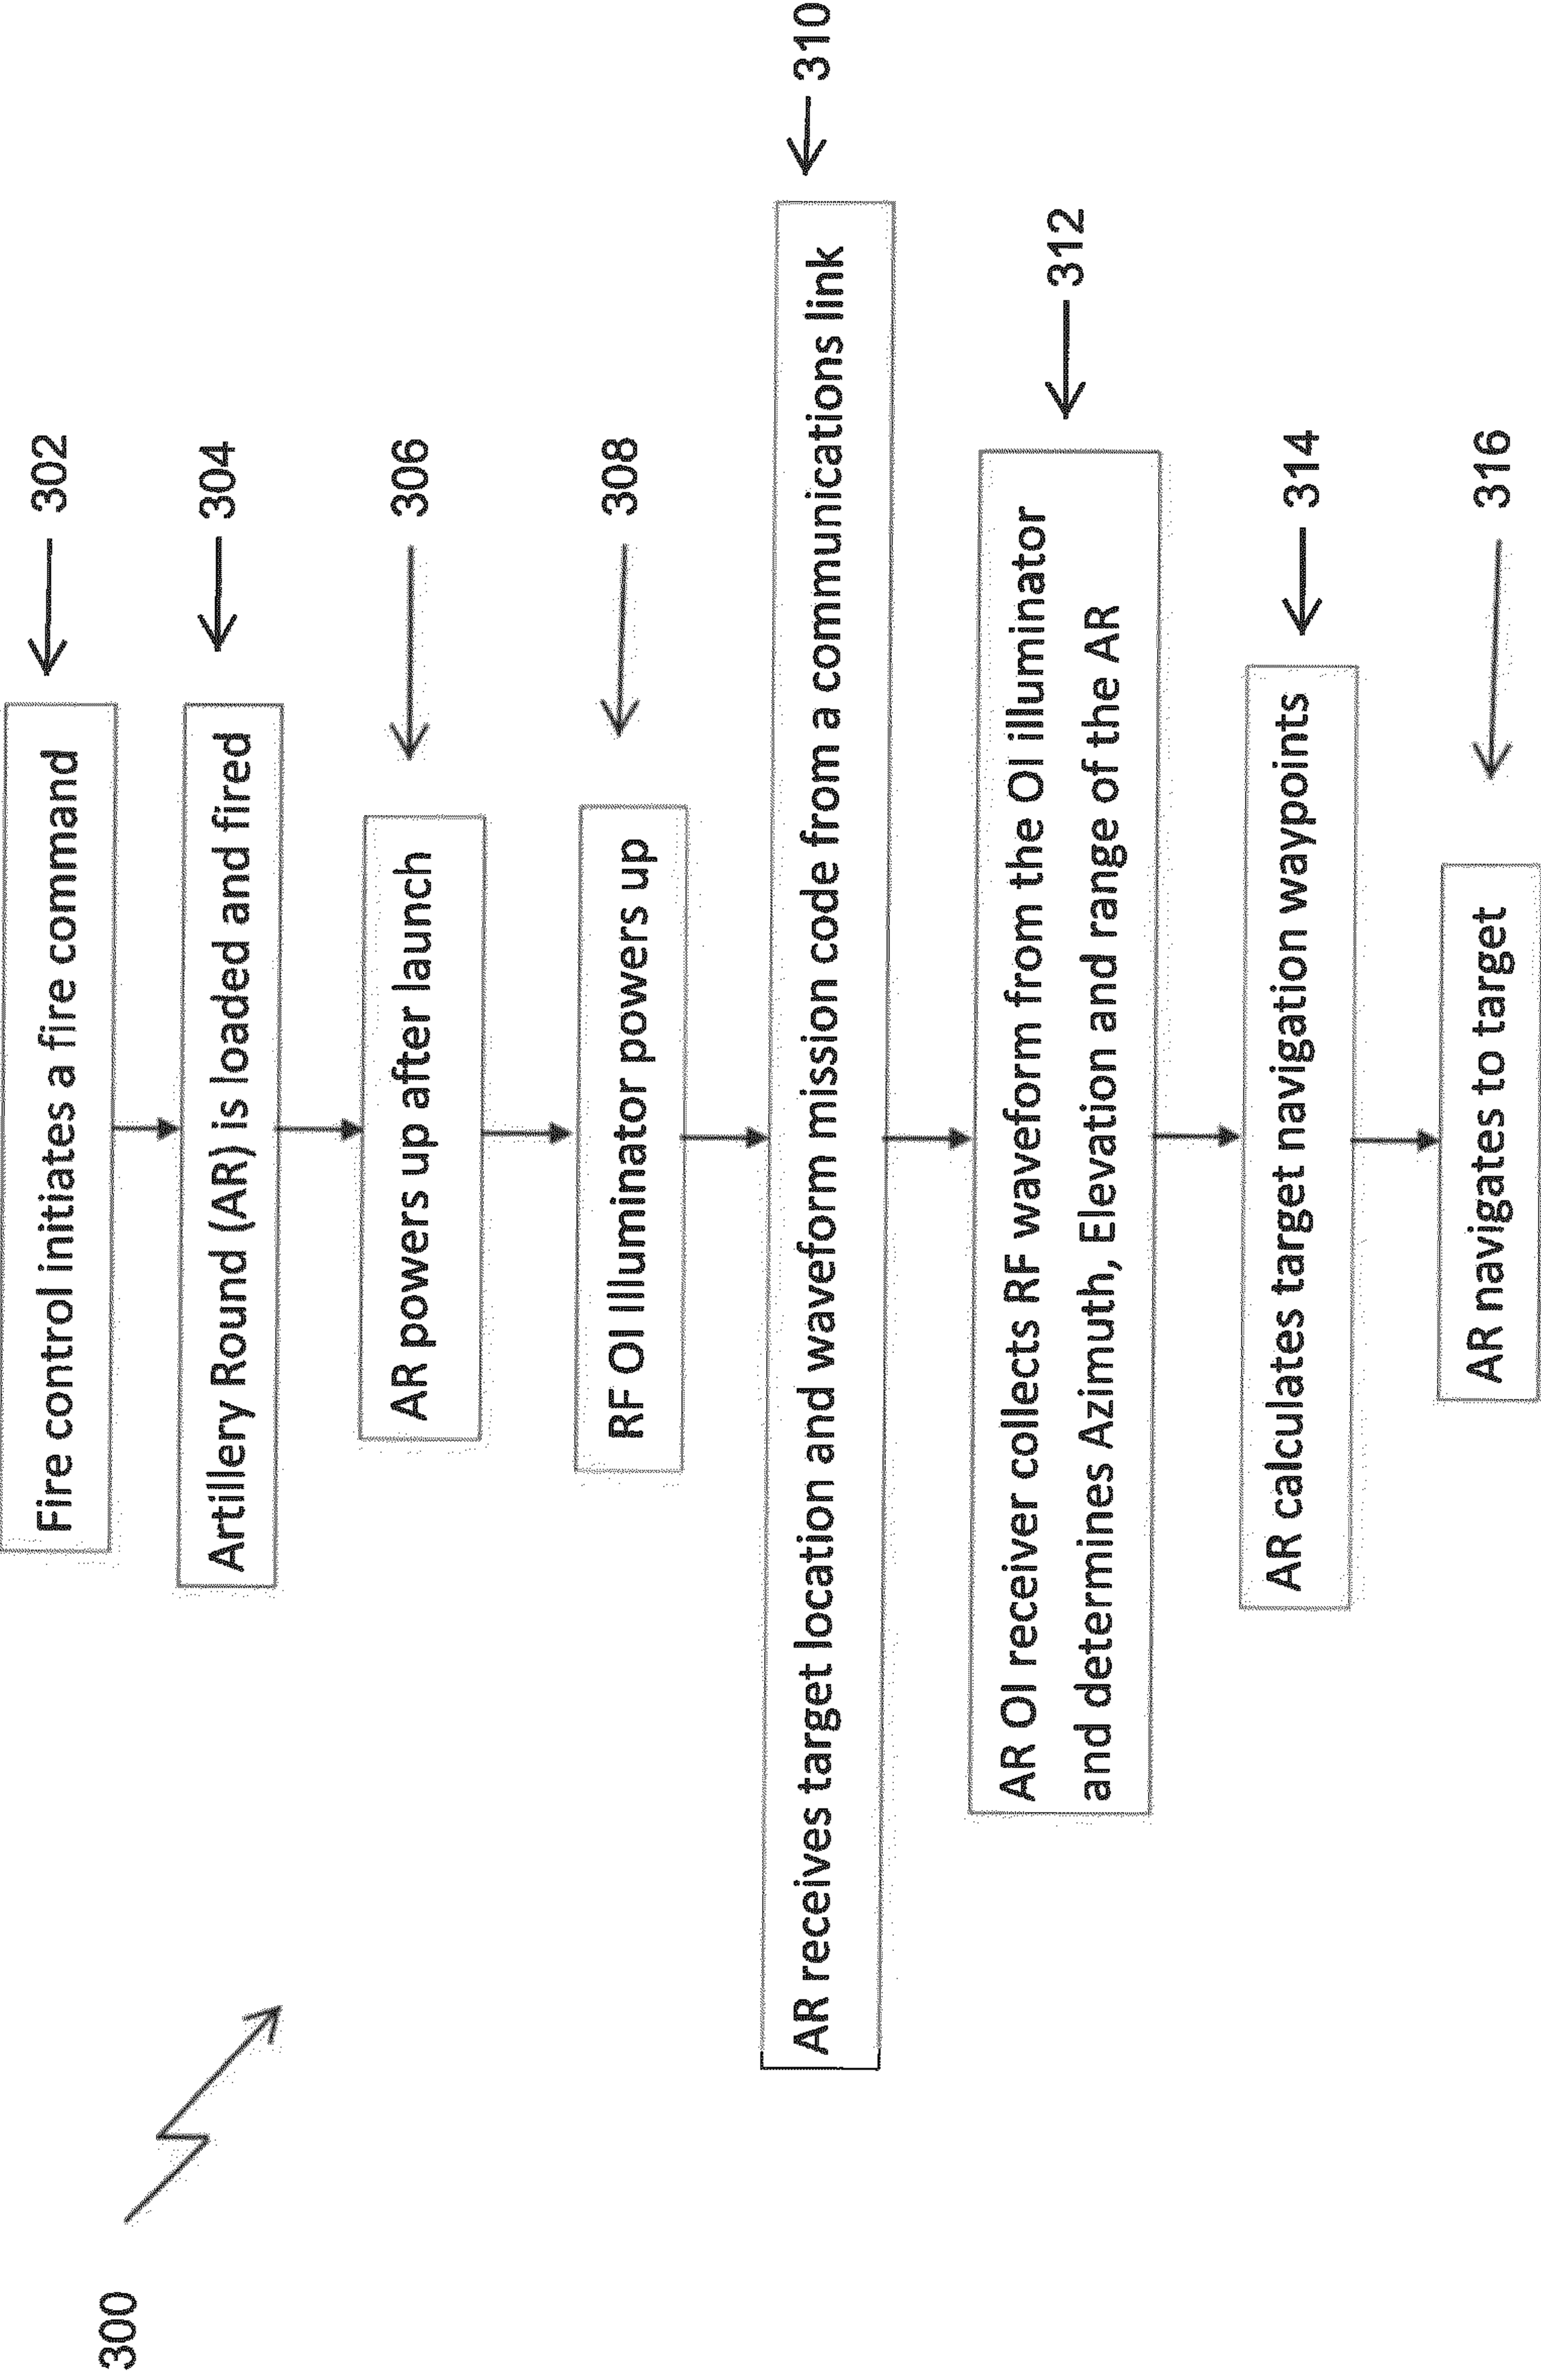 300
Fire control initiates a fire command
302
Artillery Round (AR) is loaded and fired
304
AR powers up after launch
306
RF OI Illuminator powers up
308
AR receives target location and waveform mission code from a communications link
310
AR OI receiver collects RF waveform from the OI illuminator
and determines Azimuth, Elevation and range of the AR
312
AR calculates target navigation waypoints
314
AR navigates to target
316